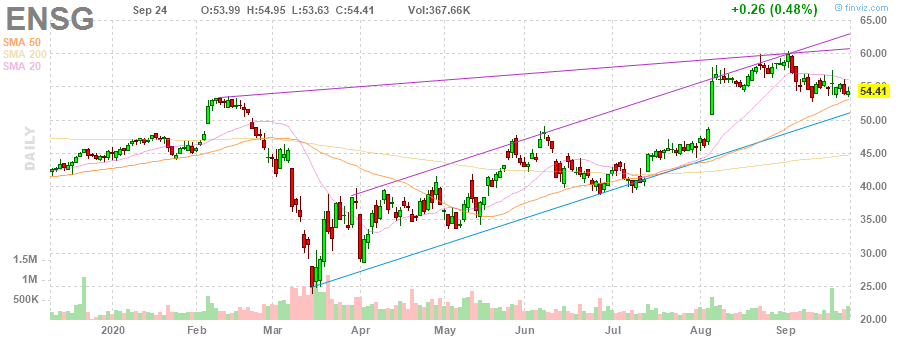 ENSG Sep 24 O:53.99 H:54.95 L:53.63 C:54.41 Vol:367.66K +0.26 (0.48%) © finviz.com
SMA 50
SMA 200
SMA 20
DAILY
65.00
60.00
55.00
54.41
50.00
45.00
40.00
35.00
30.00
25.00
20.00
1.5M
1M
500K
2020 Feb Mar Apr May Jun Jul Aug Sep